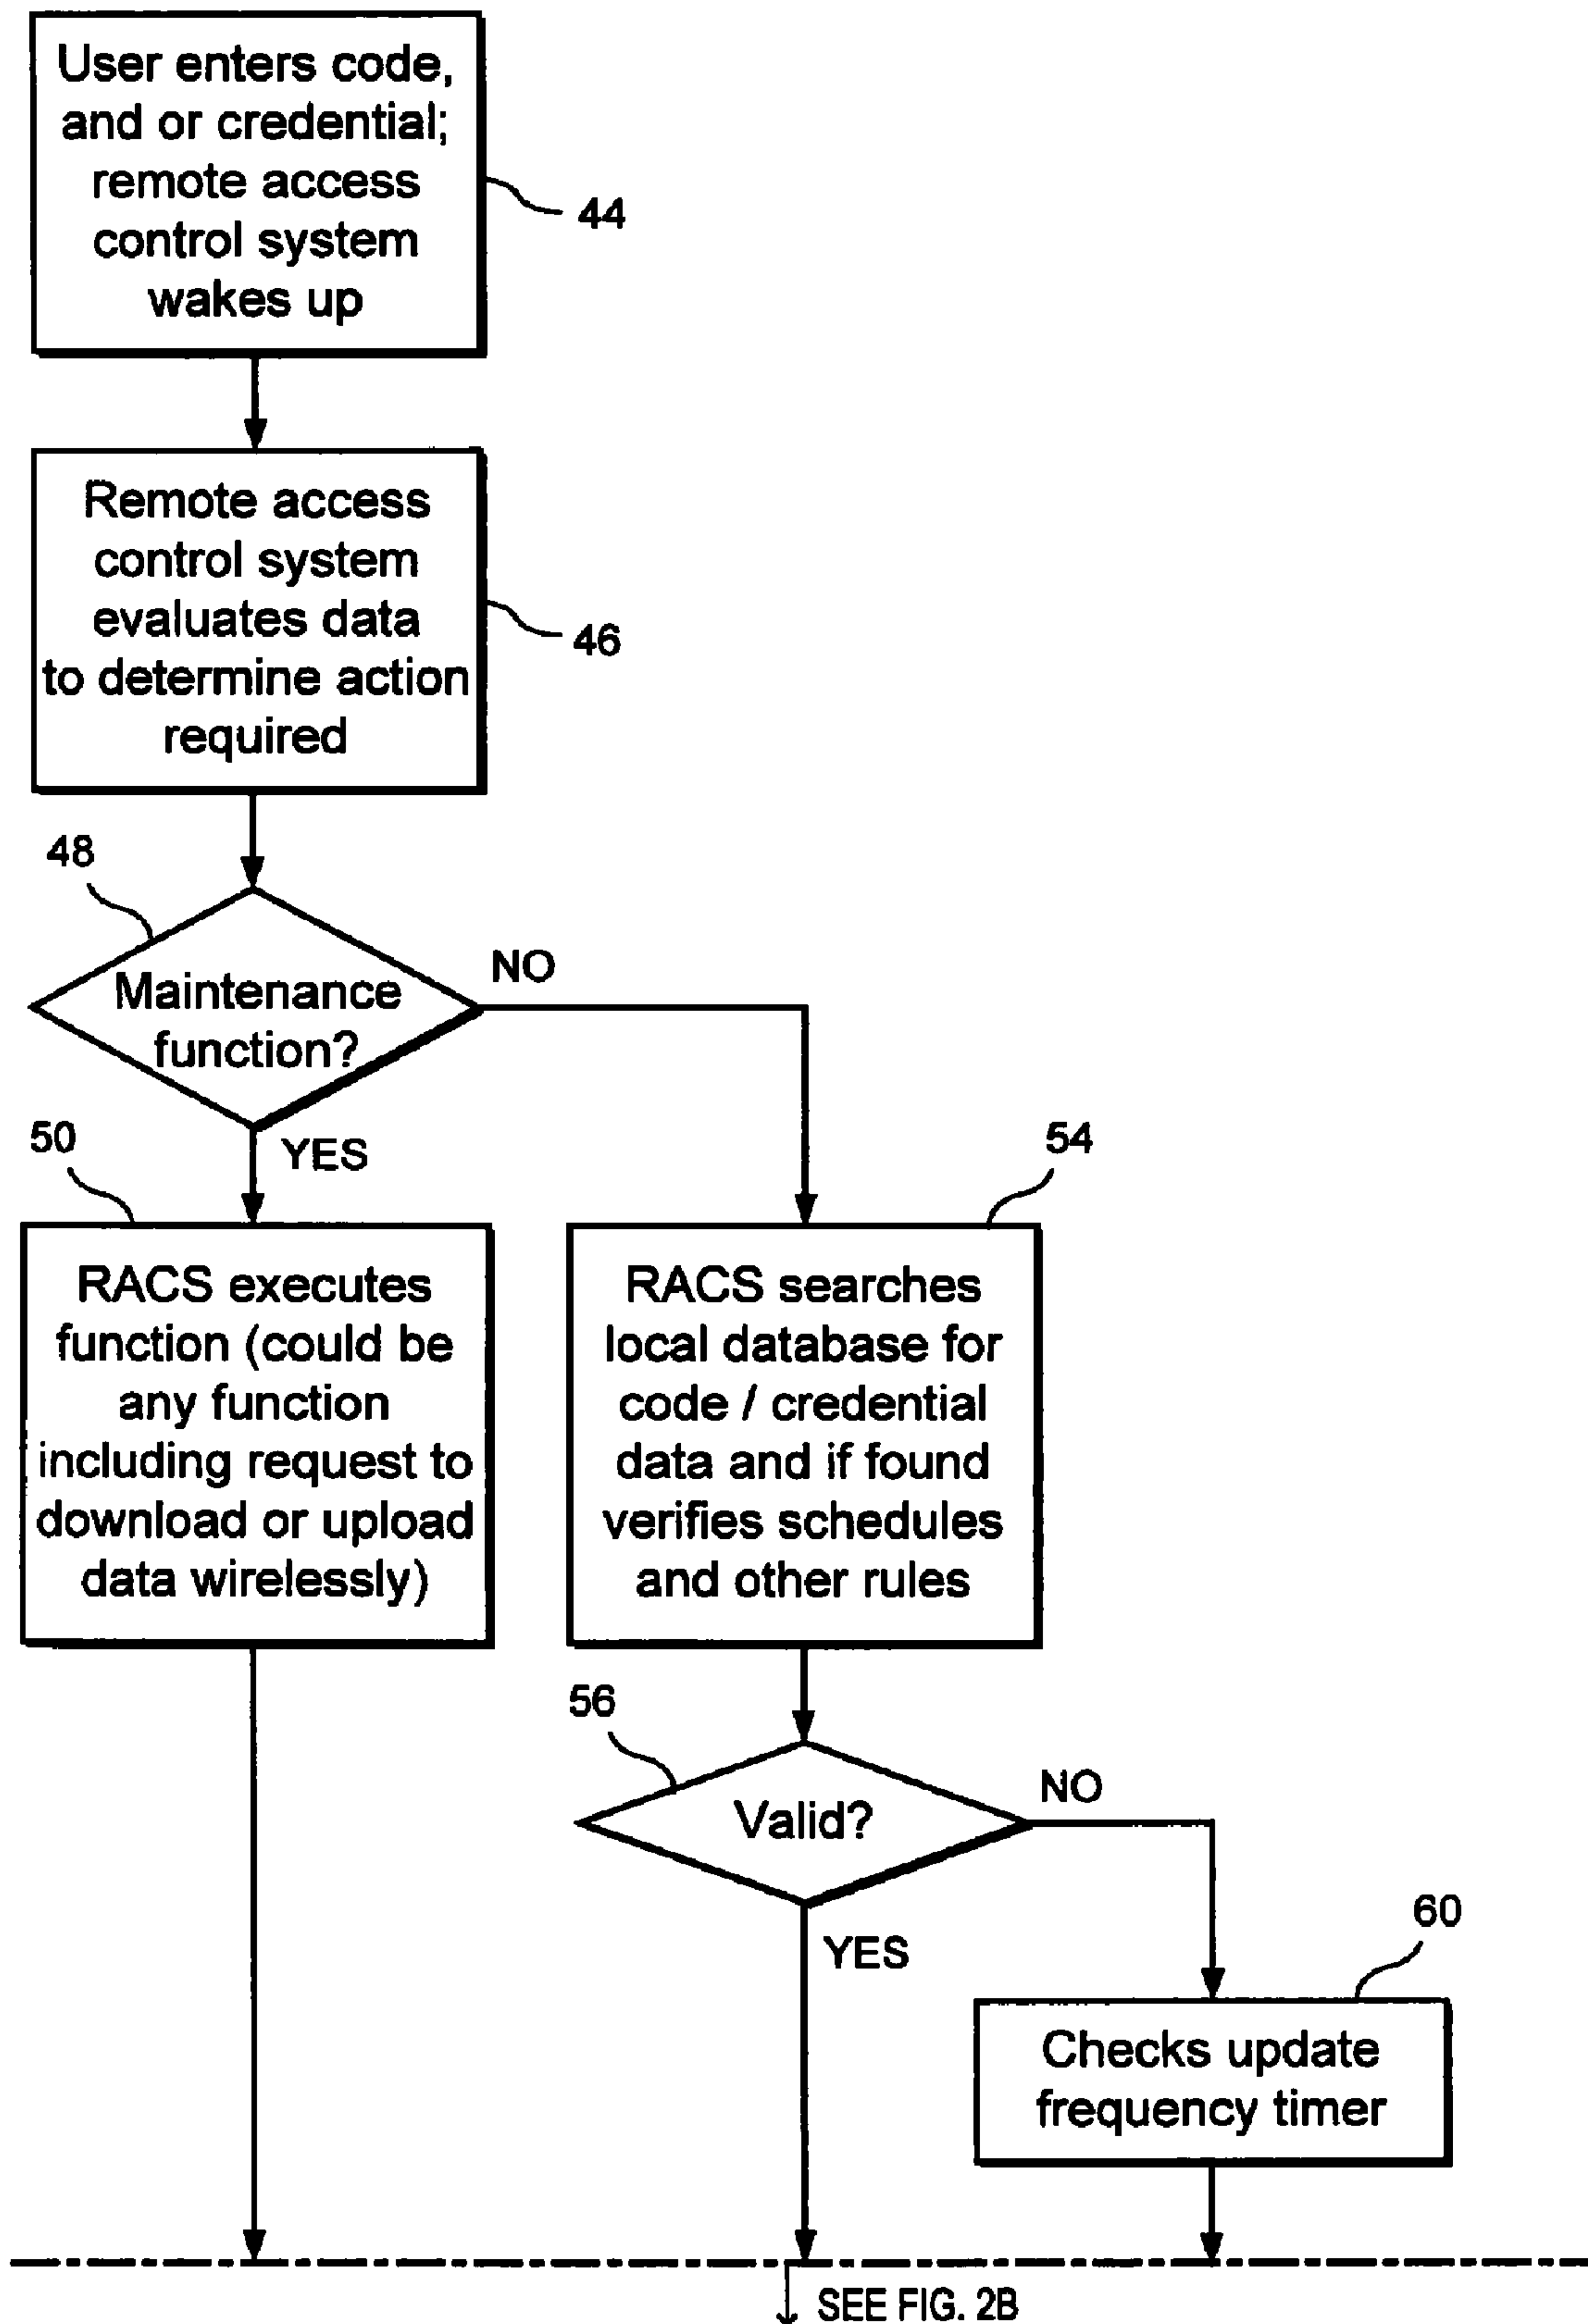 User enters code,
and or credential;
remote access
control system
wakes up
44
Remote access
control system
evaluates data
to determine action
required
46
48
Maintenance
function?
NO
YES
50
RACS executes
function (could be
any function
including request to
download or upload
data wirelessly)
54
RACS searches
local database for
code / credential
data and if found
verifies schedules
and other rules
56
Valid?
NO
YES
60
Checks update
frequency timer
SEE FIG. 2B